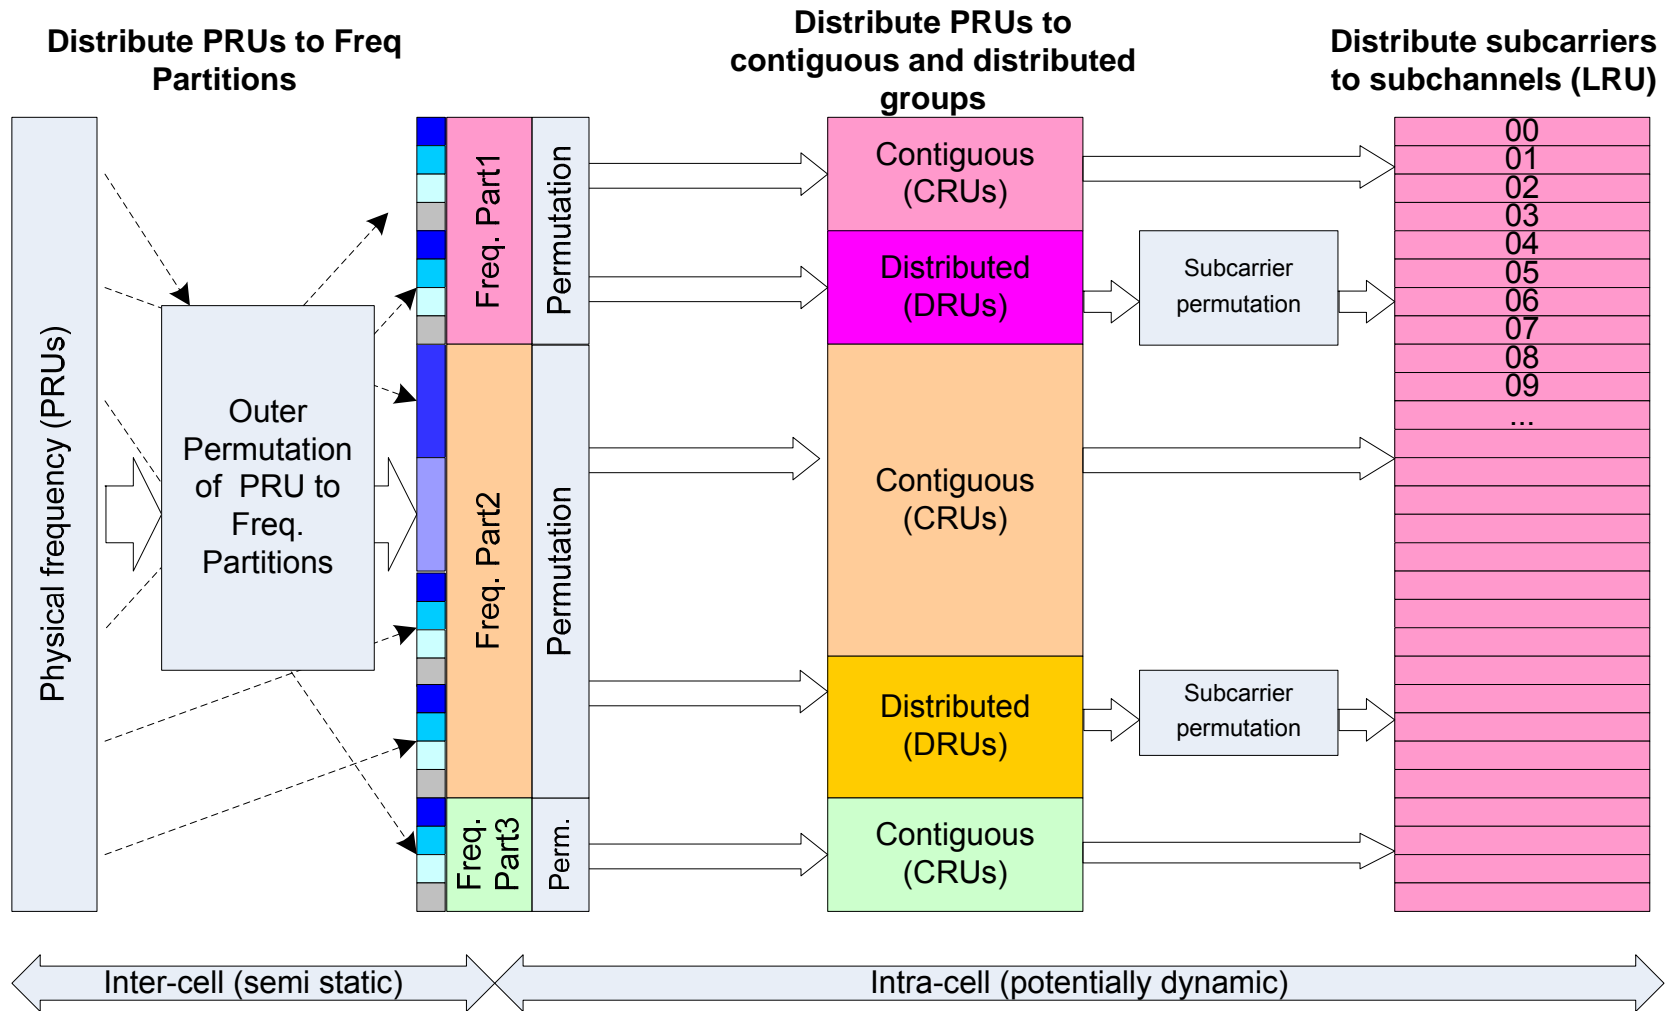 Distribute PRUs to Freq
Partitions
Distribute PRUs to
contiguous and distributed
groups
Distribute subcarriers
to subchannels (LRU)
Physical frequency (PRUs)
Outer
Permutation
of PRU to
Freq.
Partitions
Freq. Part1
Permutation
Freq. Part2
Permutation
Freq.
Part3
Perm.
Contiguous
(CRUs)
Distributed
(DRUs)
Contiguous
(CRUs)
Distributed
(DRUs)
Contiguous
(CRUs)
Subcarrier
permutation
Subcarrier
permutation
00
01
02
03
04
05
06
07
08
09
...
Inter-cell (semi static)
Intra-cell (potentially dynamic)